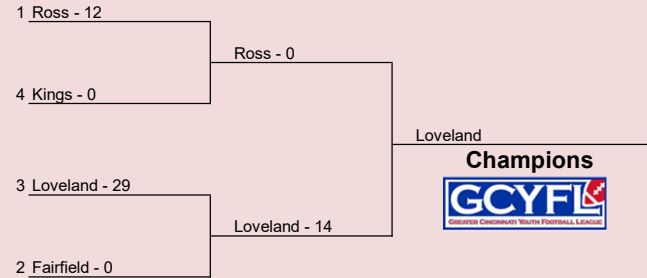 1 Ross - 12
Ross - 0
4 Kings - 0
Loveland
Champions
GCYFL
GREATER CINCINNATI YOUTH FOOTBALL LEAGUE
3 Loveland - 29
Loveland - 14
2 Fairfield - 0